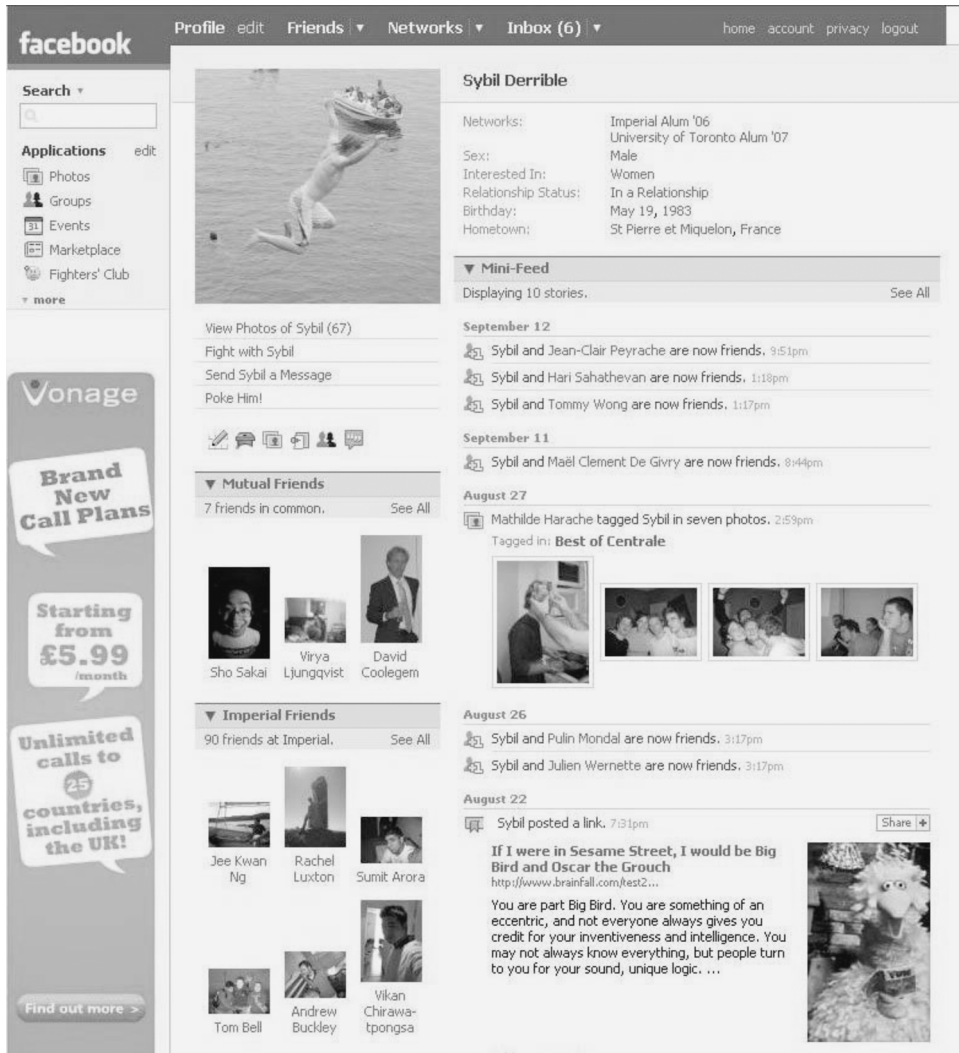 facebook
Profile edit Friends Networks Inbox (6)
home account privacy logout
Search
Applications edit
Photos
Groups
31 Events
Marketplace
Fighters' Club
more
Vonage
Brand
New
Call Plans
Starting
from
£5.99
/month
Unlimited
calls to
25
countries,
including
the UK!
Find out more >
View Photos of Sybil (67)
Fight with Sybil
Send Sybil a Message
Poke Him!
Mutual Friends
7 friends in common. See All
Sho Sakai
Virya
Ljungqvist
David
Coolegem
Imperial Friends
90 friends at Imperial. See All
Jee Kwan
Ng
Rachel
Luxton
Sumit Arora
Tom Bell
Andrew
Buckley
Vikan
Chirawa-
tpongsa
Sybil Derrible
Networks: Imperial Alum '06
University of Toronto Alum '07
Sex: Male
Interested In: Women
Relationship Status: In a Relationship
Birthday: May 19, 1983
Hometown: St Pierre et Miquelon, France
Mini-Feed
Displaying 10 stories. See All
September 12
Sybil and Jean-Clair Peyrache are now friends. 9:51pm
Sybil and Hari Sahathevan are now friends. 1:18pm
Sybil and Tommy Wong are now friends. 1:17pm
September 11
Sybil and Maël Clement De Givry are now friends. 8:44pm
August 27
Mathilde Harache tagged Sybil in seven photos. 2:59pm
Tagged in: Best of Centrale
August 26
Sybil and Pulin Mondal are now friends. 3:17pm
Sybil and Julien Wernette are now friends. 3:17pm
August 22
Sybil posted a link. 7:31pm Share +
If I were in Sesame Street, I would be Big
Bird and Oscar the Grouch
http://www.brainfall.com/test2...
You are part Big Bird. You are something of an
eccentric, and not everyone always gives you
credit for your inventiveness and intelligence. You
may not always know everything, but people turn
to you for your sound, unique logic. ...